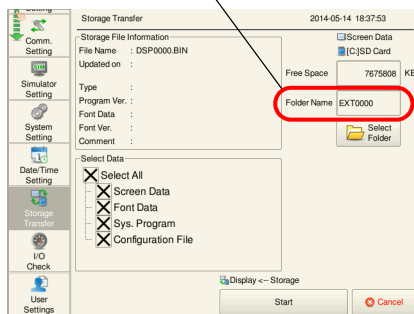 Setting
Storage Transfer
2014-05-14 18:37:53
Comm.
Setting
SIM
Simulator
Setting
System
Setting
Date/Time
Setting
Storage
Transfer
I/O
Check
User
Settings
Storage File Information
File Name : DSP0000.BIN
Updated on :
Type :
Program Ver. :
Font Data :
Font Ver. :
Comment :
Screen Data
[C:]SD Card
Free Space 7675808 KB
Folder Name EXT0000
Select
Folder
Select Data
Select All
Screen Data
Font Data
Sys. Program
Configuration File
Display <-- Storage
Start
Cancel